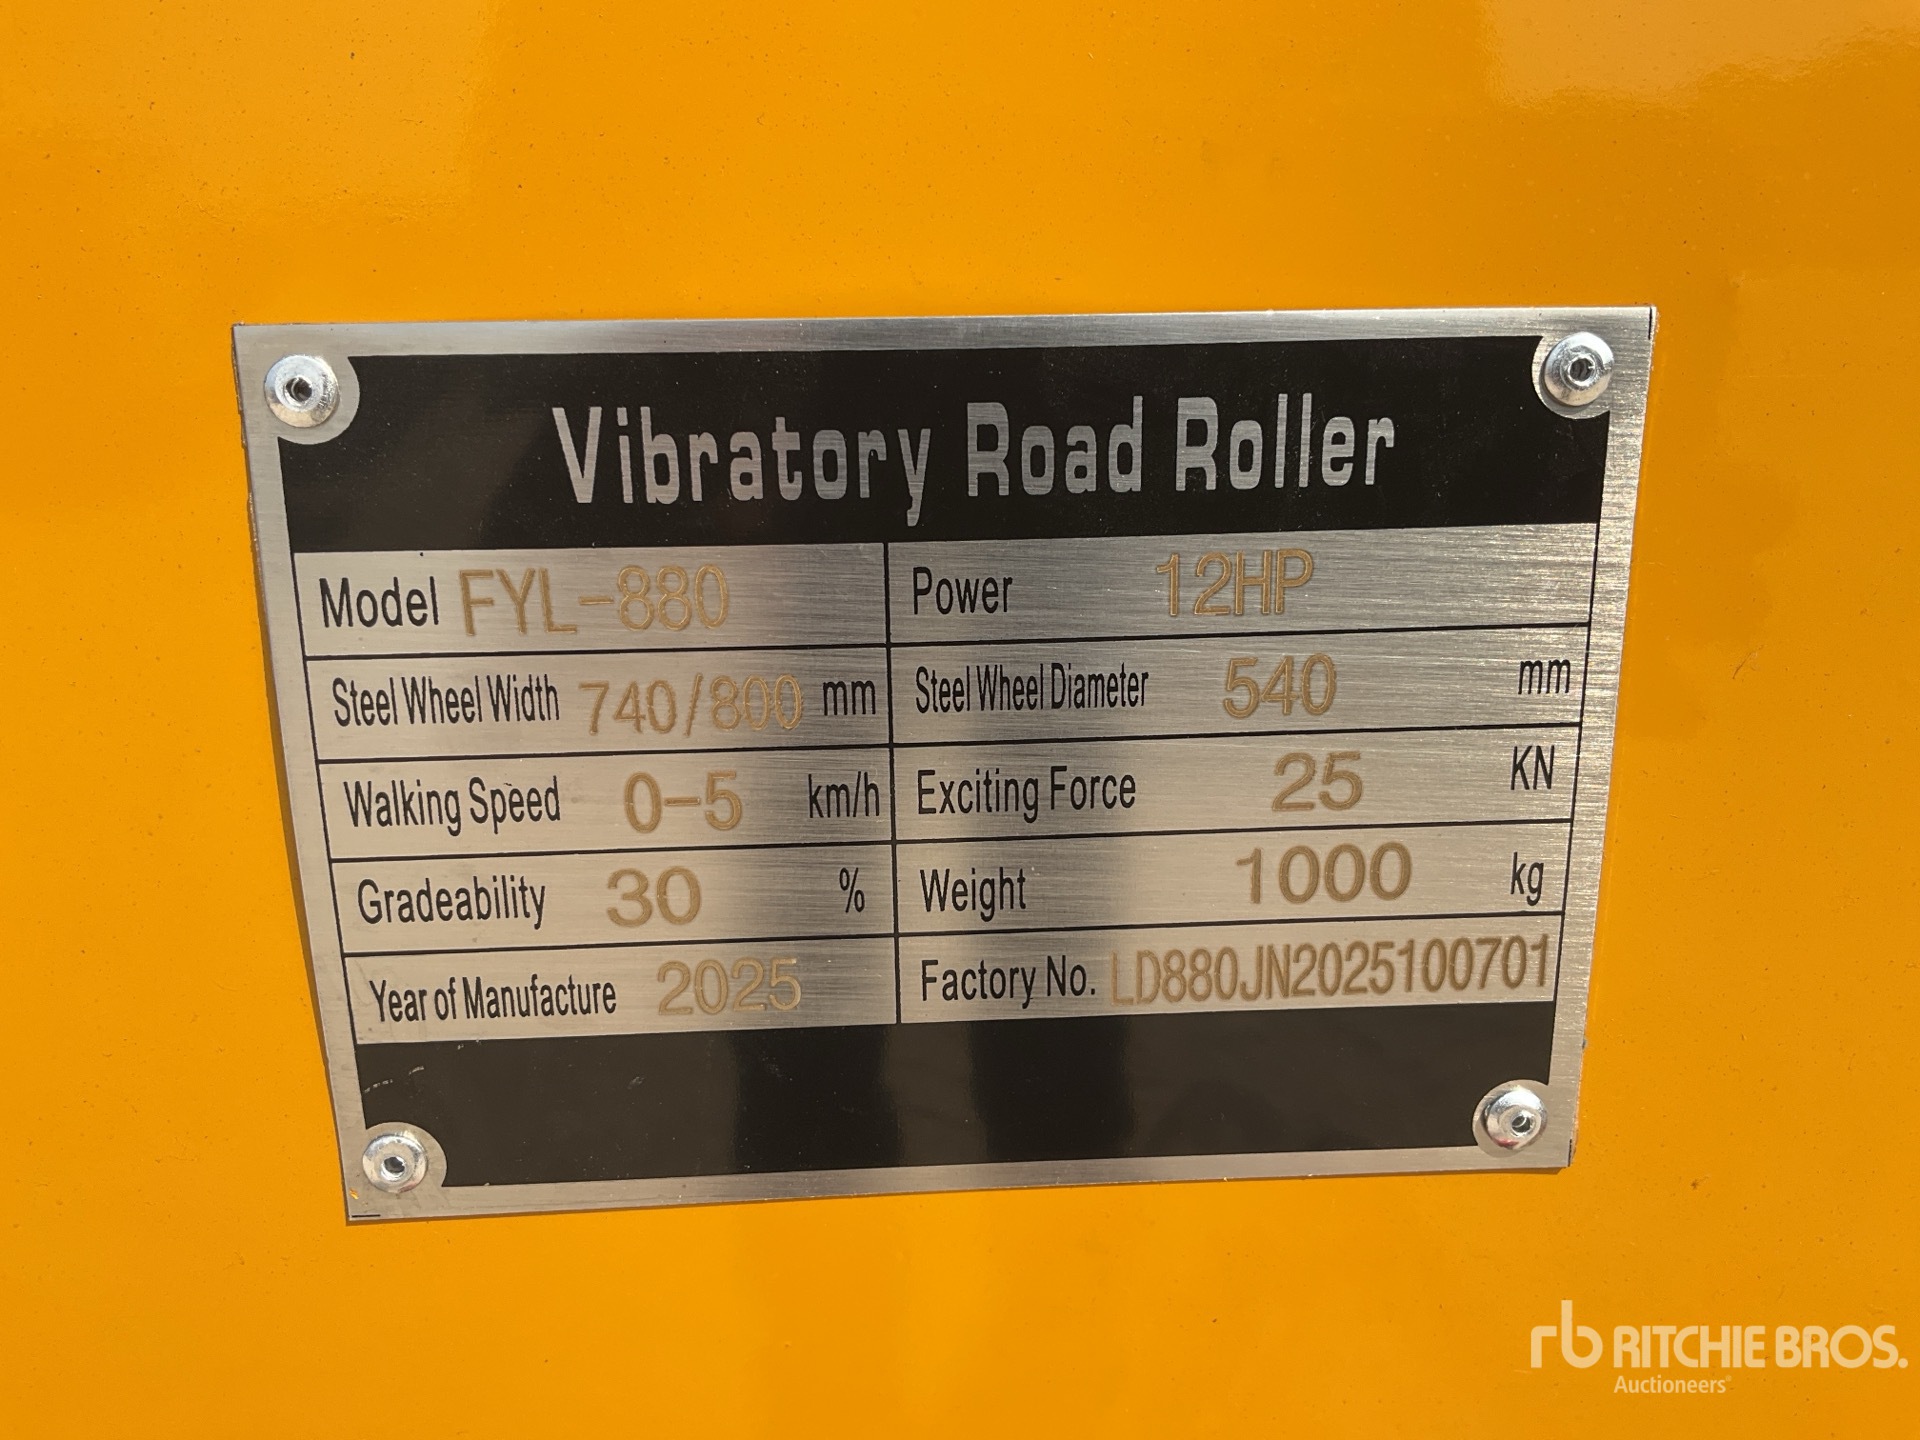 Vibratory Road Roller
Model FYL-880 Power 12HP
Steel Wheel Width 740/800 mm Steel Wheel Diameter 540 mm
Walking Speed 0-5 km/h Exciting Force 25 KN
Gradeability 30 % Weight 1000 kg
Year of Manufacture 2025 Factory No. LD880JN2025100701
rb RITCHIE BROS.
Auctioneers